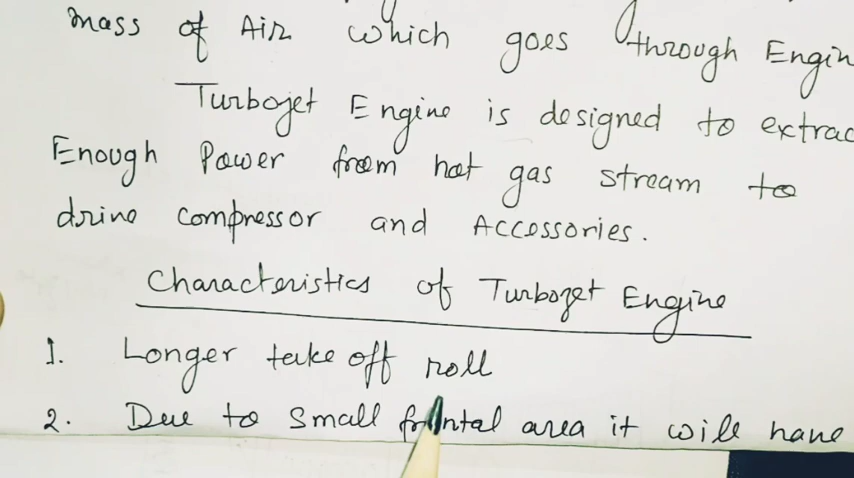 mass of Air which goes through Engin
Turbojet Engine is designed to extrac
Enough Power from hot gas stream to
drive compressor and Accessories.
Characteristics of Turbojet Engine
1. Longer take off roll
2. Due to small frontal area it will have